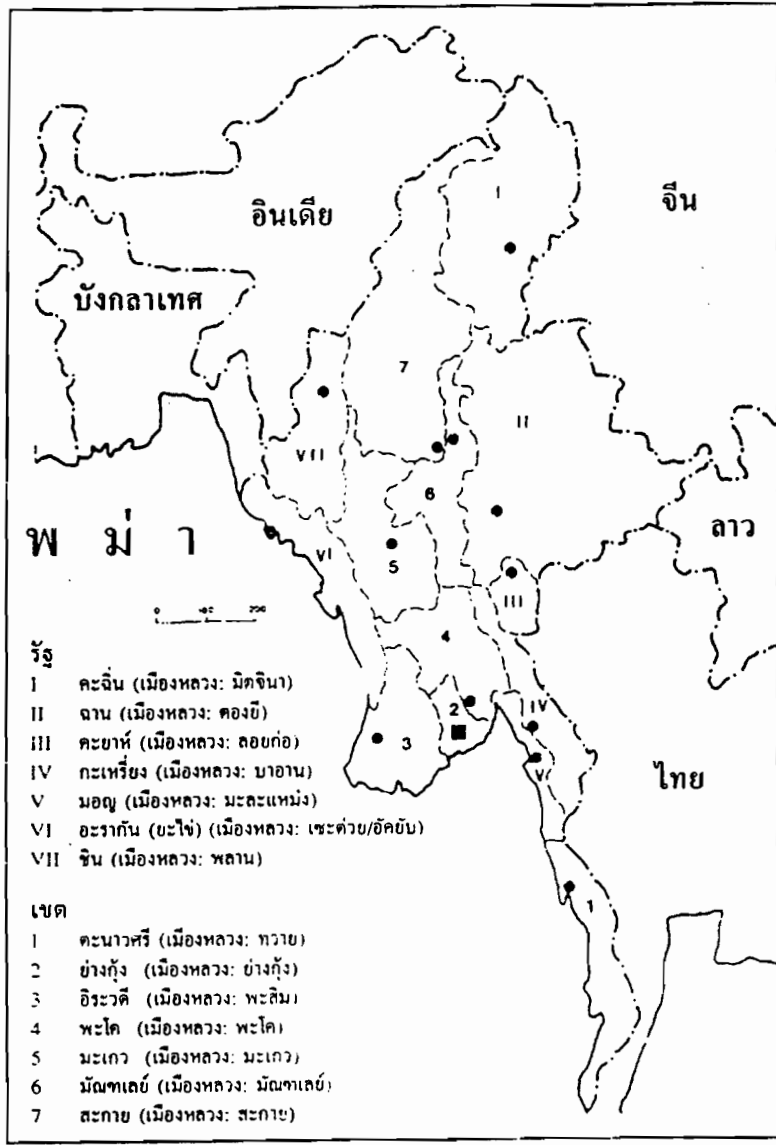 อินเดีย
จีน
บังกลาเทศ
ลาว
พม่า
ไทย
I
II
III
IV
V
VI
VII
1
2
3
4
5
6
7
0 100 200
รัฐ
I คะฉิ่น (เมืองหลวง: มิตจินา)
II ฉาน (เมืองหลวง: ตองยี)
III คะยาห์ (เมืองหลวง: ลอยก่อ)
IV กะเหรี่ยง (เมืองหลวง: บาอาน)
V มอญ (เมืองหลวง: มะละแหม่ง)
VI อะรากัน (ยะไข่) (เมืองหลวง: เซะต่วย/อัคยับ)
VII ชิน (เมืองหลวง: พลาน)
เขต
1 ตะนาวศรี (เมืองหลวง: ทวาย)
2 ย่างกุ้ง (เมืองหลวง: ย่างกุ้ง)
3 อิระวดี (เมืองหลวง: พะสิม)
4 พะโค (เมืองหลวง: พะโค)
5 มะเกว (เมืองหลวง: มะเกว)
6 มัณฑเลย์ (เมืองหลวง: มัณฑเลย์)
7 สะกาย (เมืองหลวง: สะกาย)